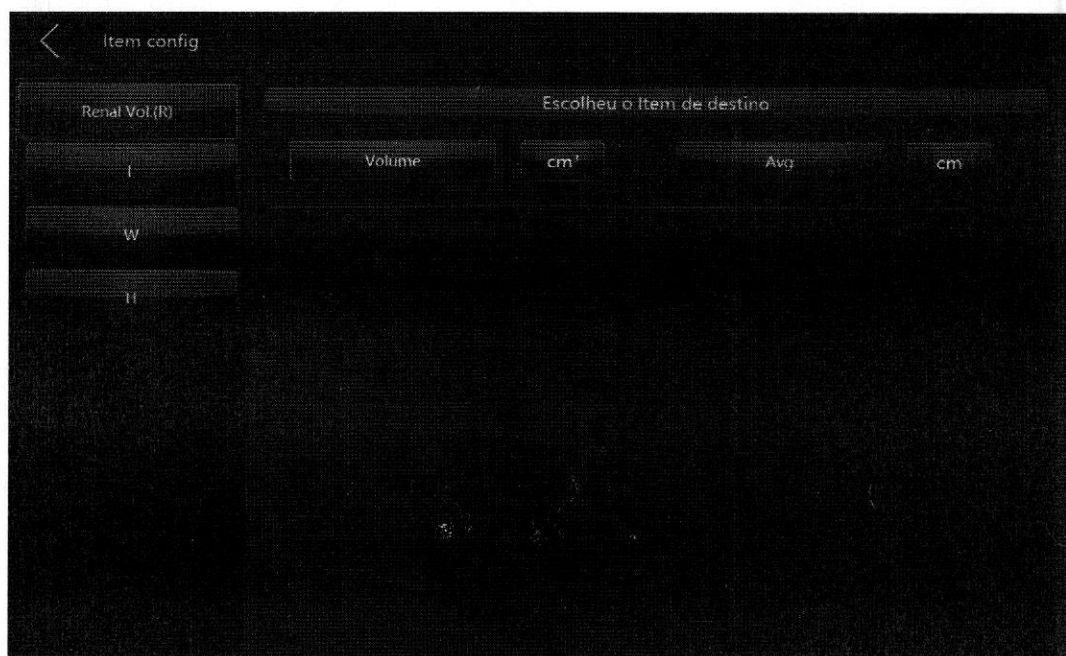 Item config
Renal Vol.(R)
Escolheu o Item de destino
Volume
cm³
Avg
cm
W
H